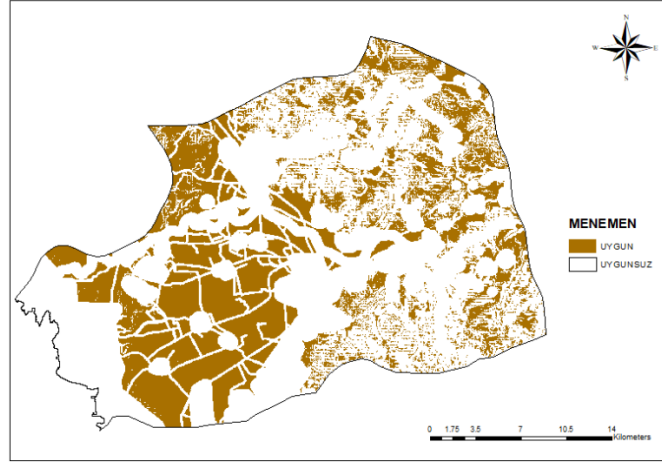 N
W E
S
MENEMEN
UYGUN
UYGUNSUZ
0 1.75 3.5 7 10.5 14
Kilometers